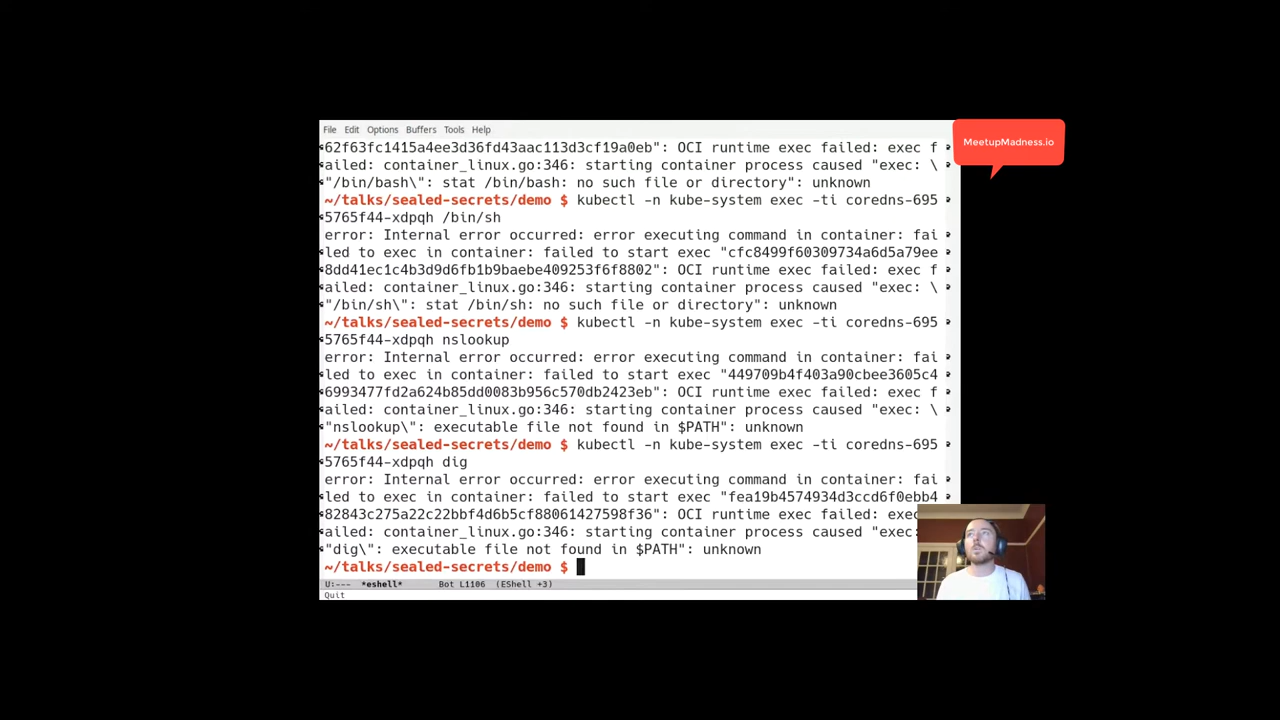 File Edit Options Buffers Tools Help
MeetupMadness.io
62f63fc1415a4ee3d36fd43aac113d3cf19a0eb": OCI runtime exec failed: exec f
ailed: container_linux.go:346: starting container process caused "exec: \
"/bin/bash\": stat /bin/bash: no such file or directory": unknown
~/talks/sealed-secrets/demo $ kubectl -n kube-system exec -ti coredns-695
5765f44-xdpqh /bin/sh
error: Internal error occurred: error executing command in container: fai
led to exec in container: failed to start exec "cfc8499f60309734a6d5a79ee
8dd41ec1c4b3d9d6fb1b9baebe409253f6f8802": OCI runtime exec failed: exec f
ailed: container_linux.go:346: starting container process caused "exec: \
"/bin/sh\": stat /bin/sh: no such file or directory": unknown
~/talks/sealed-secrets/demo $ kubectl -n kube-system exec -ti coredns-695
5765f44-xdpqh nslookup
error: Internal error occurred: error executing command in container: fai
led to exec in container: failed to start exec "449709b4f403a90cbee3605c4
6993477fd2a624b85dd0083b956c570db2423eb": OCI runtime exec failed: exec f
ailed: container_linux.go:346: starting container process caused "exec: \
"nslookup\": executable file not found in $PATH": unknown
~/talks/sealed-secrets/demo $ kubectl -n kube-system exec -ti coredns-695
5765f44-xdpqh dig
error: Internal error occurred: error executing command in container: fai
led to exec in container: failed to start exec "fea19b4574934d3ccd6f0ebb4
82843c275a22c22bbf4d6b5cf88061427598f36": OCI runtime exec failed: exec
ailed: container_linux.go:346: starting container process caused "exec:
"dig\": executable file not found in $PATH": unknown
~/talks/sealed-secrets/demo $
U:--- *eshell* Bot L1106 (EShell +3)
Quit